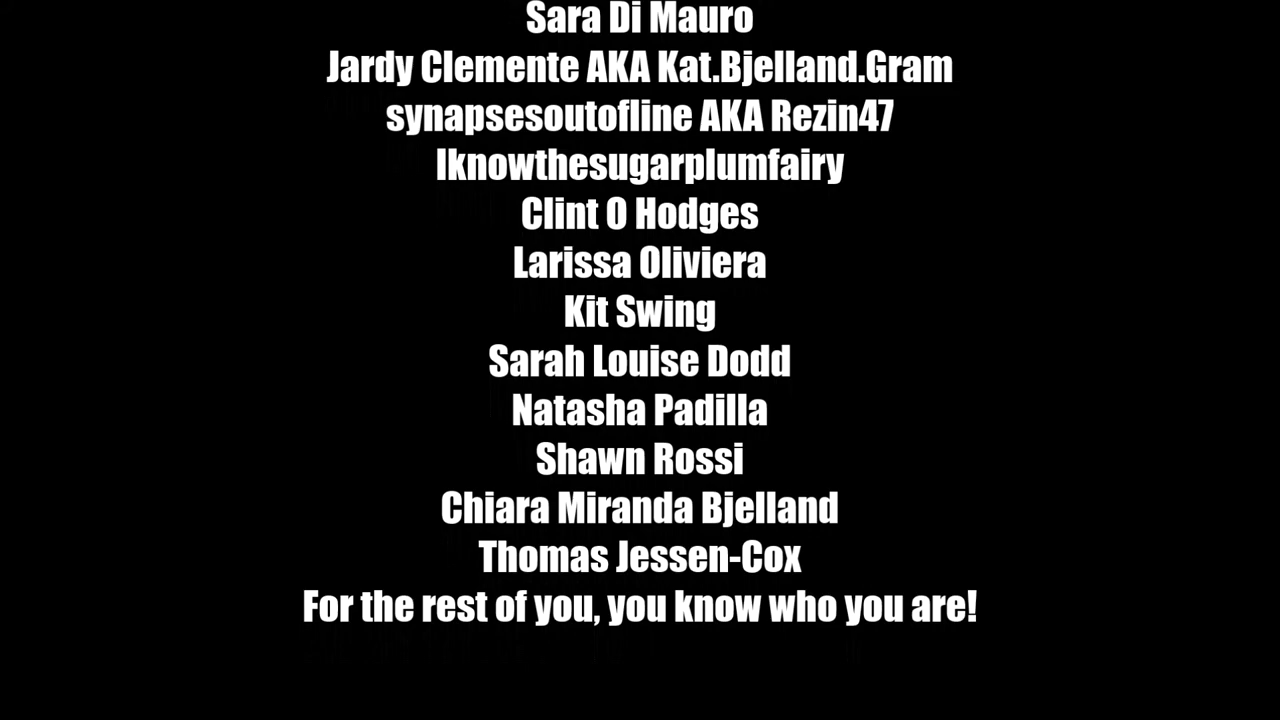 Sara Di Mauro
Jardy Clemente AKA Kat.Bjelland.Gram
synapsesoutofline AKA Rezin47
Iknowthesugarplumfairy
Clint O Hodges
Larissa Oliviera
Kit Swing
Sarah Louise Dodd
Natasha Padilla
Shawn Rossi
Chiara Miranda Bjelland
Thomas Jessen-Cox
For the rest of you, you know who you are!